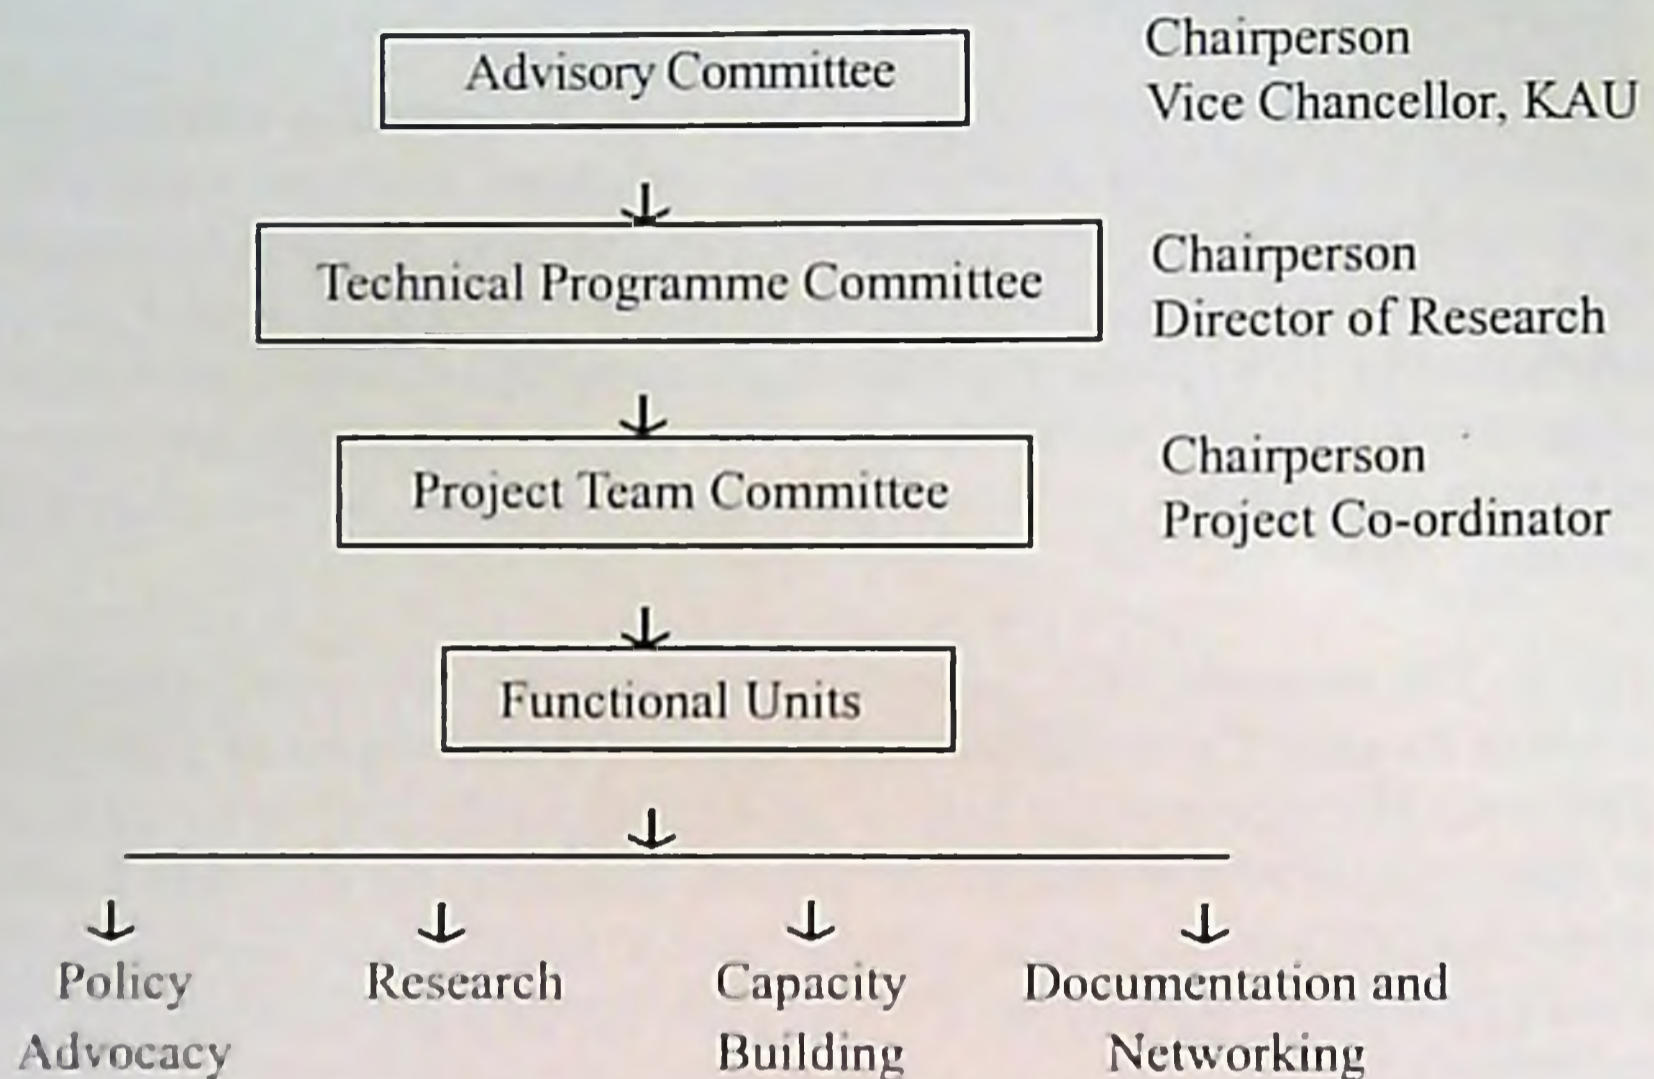 Advisory Committee
Chairperson
Vice Chancellor, KAU
Technical Programme Committee
Chairperson
Director of Research
Project Team Committee
Chairperson
Project Co-ordinator
Functional Units
Policy
Advocacy
Research
Capacity
Building
Documentation and
Networking